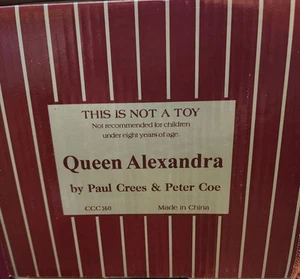 THIS IS NOT A TOY
Not recommended for children
under eight years of age.
Queen Alexandra
by Paul Crees & Peter Coe
CCC360 Made in China